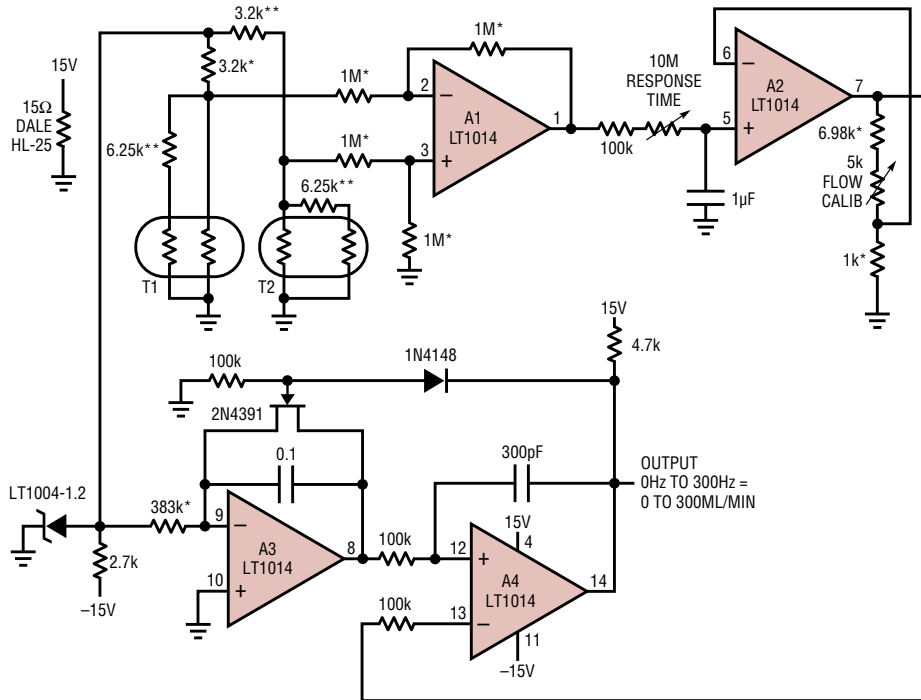 3.2k**
3.2k*
15V
15Ω
DALE
HL-25
6.25k**
1M*
1M*
2
3
A1
LT1014
1
1M*
6.25k**
1M*
T1
T2
10M
RESPONSE
TIME
100k
1µF
6
5
A2
LT1014
7
6.98k*
5k
FLOW
CALIB
1k*
15V
4.7k
100k
1N4148
2N4391
0.1
300pF
OUTPUT
0Hz TO 300Hz =
0 TO 300ML/MIN
LT1004-1.2
383k*
2.7k
–15V
9
10
A3
LT1014
8
100k
100k
12
13
15V
4
A4
LT1014
14
11
–15V